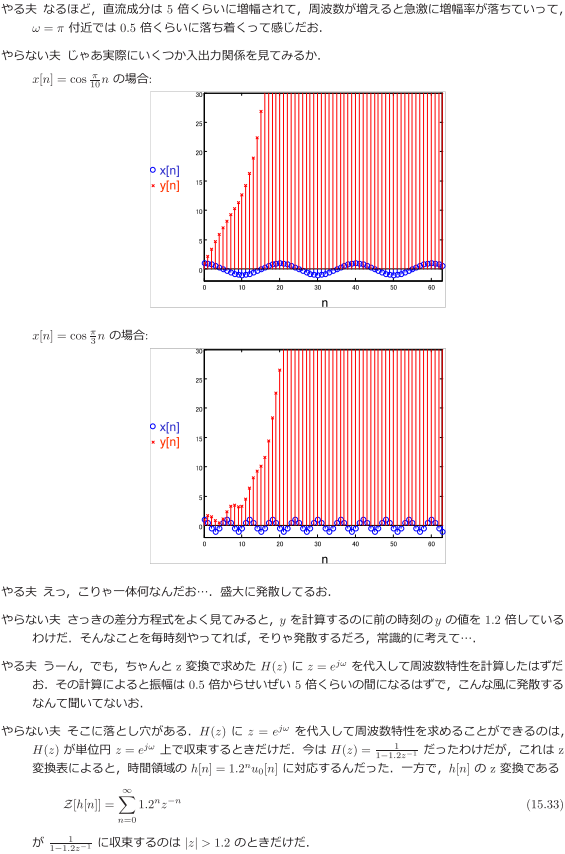 やる夫 なるほど，直流成分は 5 倍くらいに増幅されて，周波数が増えると急激に増幅率が落ちていって，
ω = π 付近では 0.5 倍くらいに落ち着くって感じだお．
やらない夫 じゃあ実際にいくつか入出力関係を見てみるか．
x[n] = cos π/10 n の場合:
30
25
20
15
10
5
0
x[n]
y[n]
0 10 20 30 40 50 60
n
x[n] = cos π/3 n の場合:
30
25
20
15
10
5
0
x[n]
y[n]
0 10 20 30 40 50 60
n
やる夫 えっ，こりゃ一体何なんだお…．盛大に発散してるお．
やらない夫 さっきの差分方程式をよく見てみると，y を計算するのに前の時刻の y の値を 1.2 倍している
わけだ．そんなことを毎時刻やってれば，そりゃ発散するだろ，常識的に考えて…．
やる夫 うーん，でも，ちゃんと z 変換で求めた H(z) に z = e^{jω} を代入して周波数特性を計算したはずだ
お．その計算によると振幅は 0.5 倍からせいぜい 5 倍くらいの間になるはずで，こんな風に発散する
なんて聞いてないお．
やらない夫 そこに落とし穴がある．H(z) に z = e^{jω} を代入して周波数特性を求めることができるのは，
H(z) が単位円 z = e^{jω} 上で収束するときだけだ．今は H(z) = 1/(1−1.2z^{−1}) だったわけだが，これは z
変換表によると，時間領域の h[n] = 1.2^n u_0[n] に対応するんだった．一方で，h[n] の z 変換である
Z[h[n]] = ∑_{n=0}^{∞} 1.2^n z^{−n} (15.33)
が 1/(1−1.2z^{−1}) に収束するのは |z| > 1.2 のときだけだ．